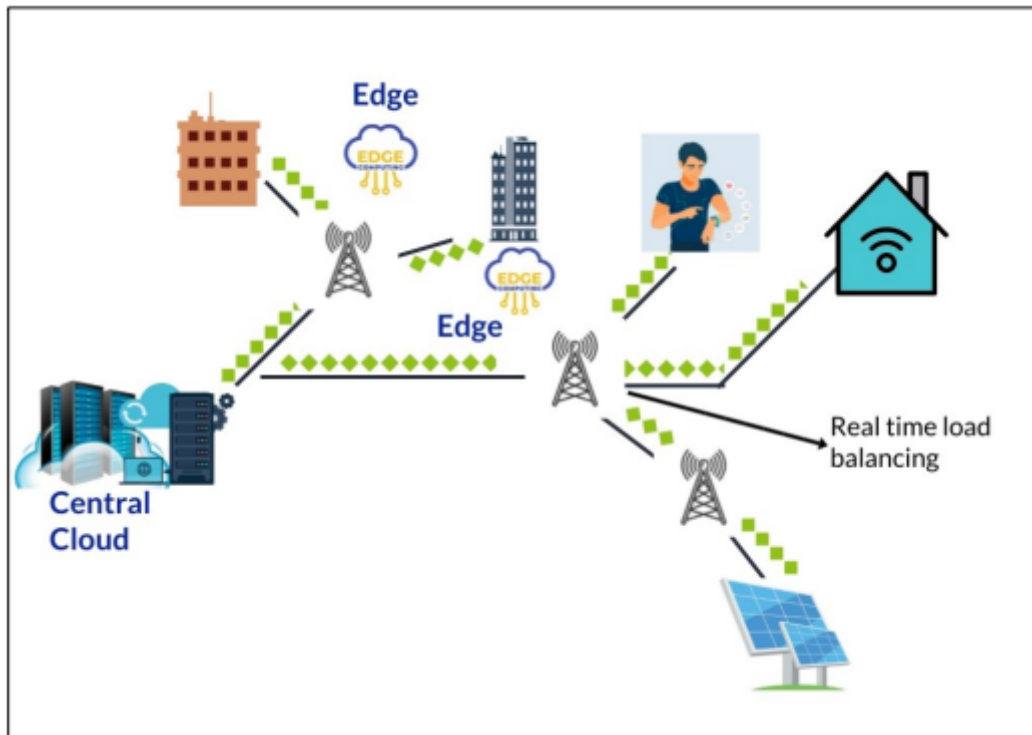 Edge
EDGE
COMPUTING
EDGE
COMPUTING
Edge
Real time load
balancing
Central
Cloud